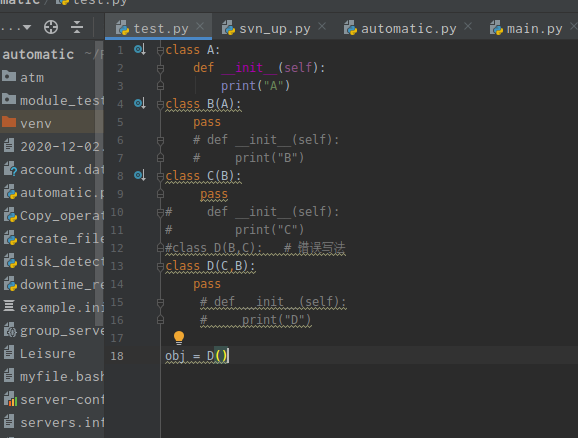 matic
test.py
...
test.py
svn_up.py
automatic.py
main.py
automatic
atm
module_test
venv
2020-12-02.
account.dat
automatic.p
Copy_operat
create_file
disk_detect
downtime_re
example.ini
group_serve
Leisure
myfile.bash
server-conf
servers.inf
1 class A:
2 def __init__(self):
3 print("A")
4 class B(A):
5 pass
6 # def __init__(self):
7 # print("B")
8 class C(B):
9 pass
10 # def __init__(self):
11 # print("C")
12 #class D(B,C): # 错误写法
13 class D(C,B):
14 pass
15 # def __init__(self):
16 # print("D")
17
18 obj = D()